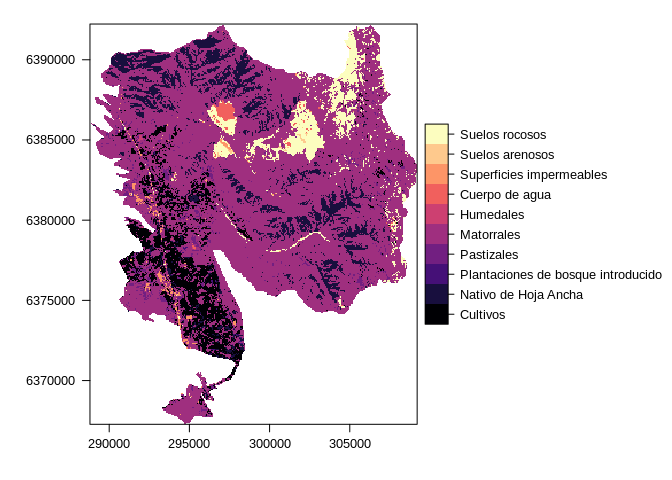 6390000
6385000
6380000
6375000
6370000
290000
295000
300000
305000
Suelos rocosos
Suelos arenosos
Superficies impermeables
Cuerpo de agua
Humedales
Matorrales
Pastizales
Plantaciones de bosque introducido
Nativo de Hoja Ancha
Cultivos